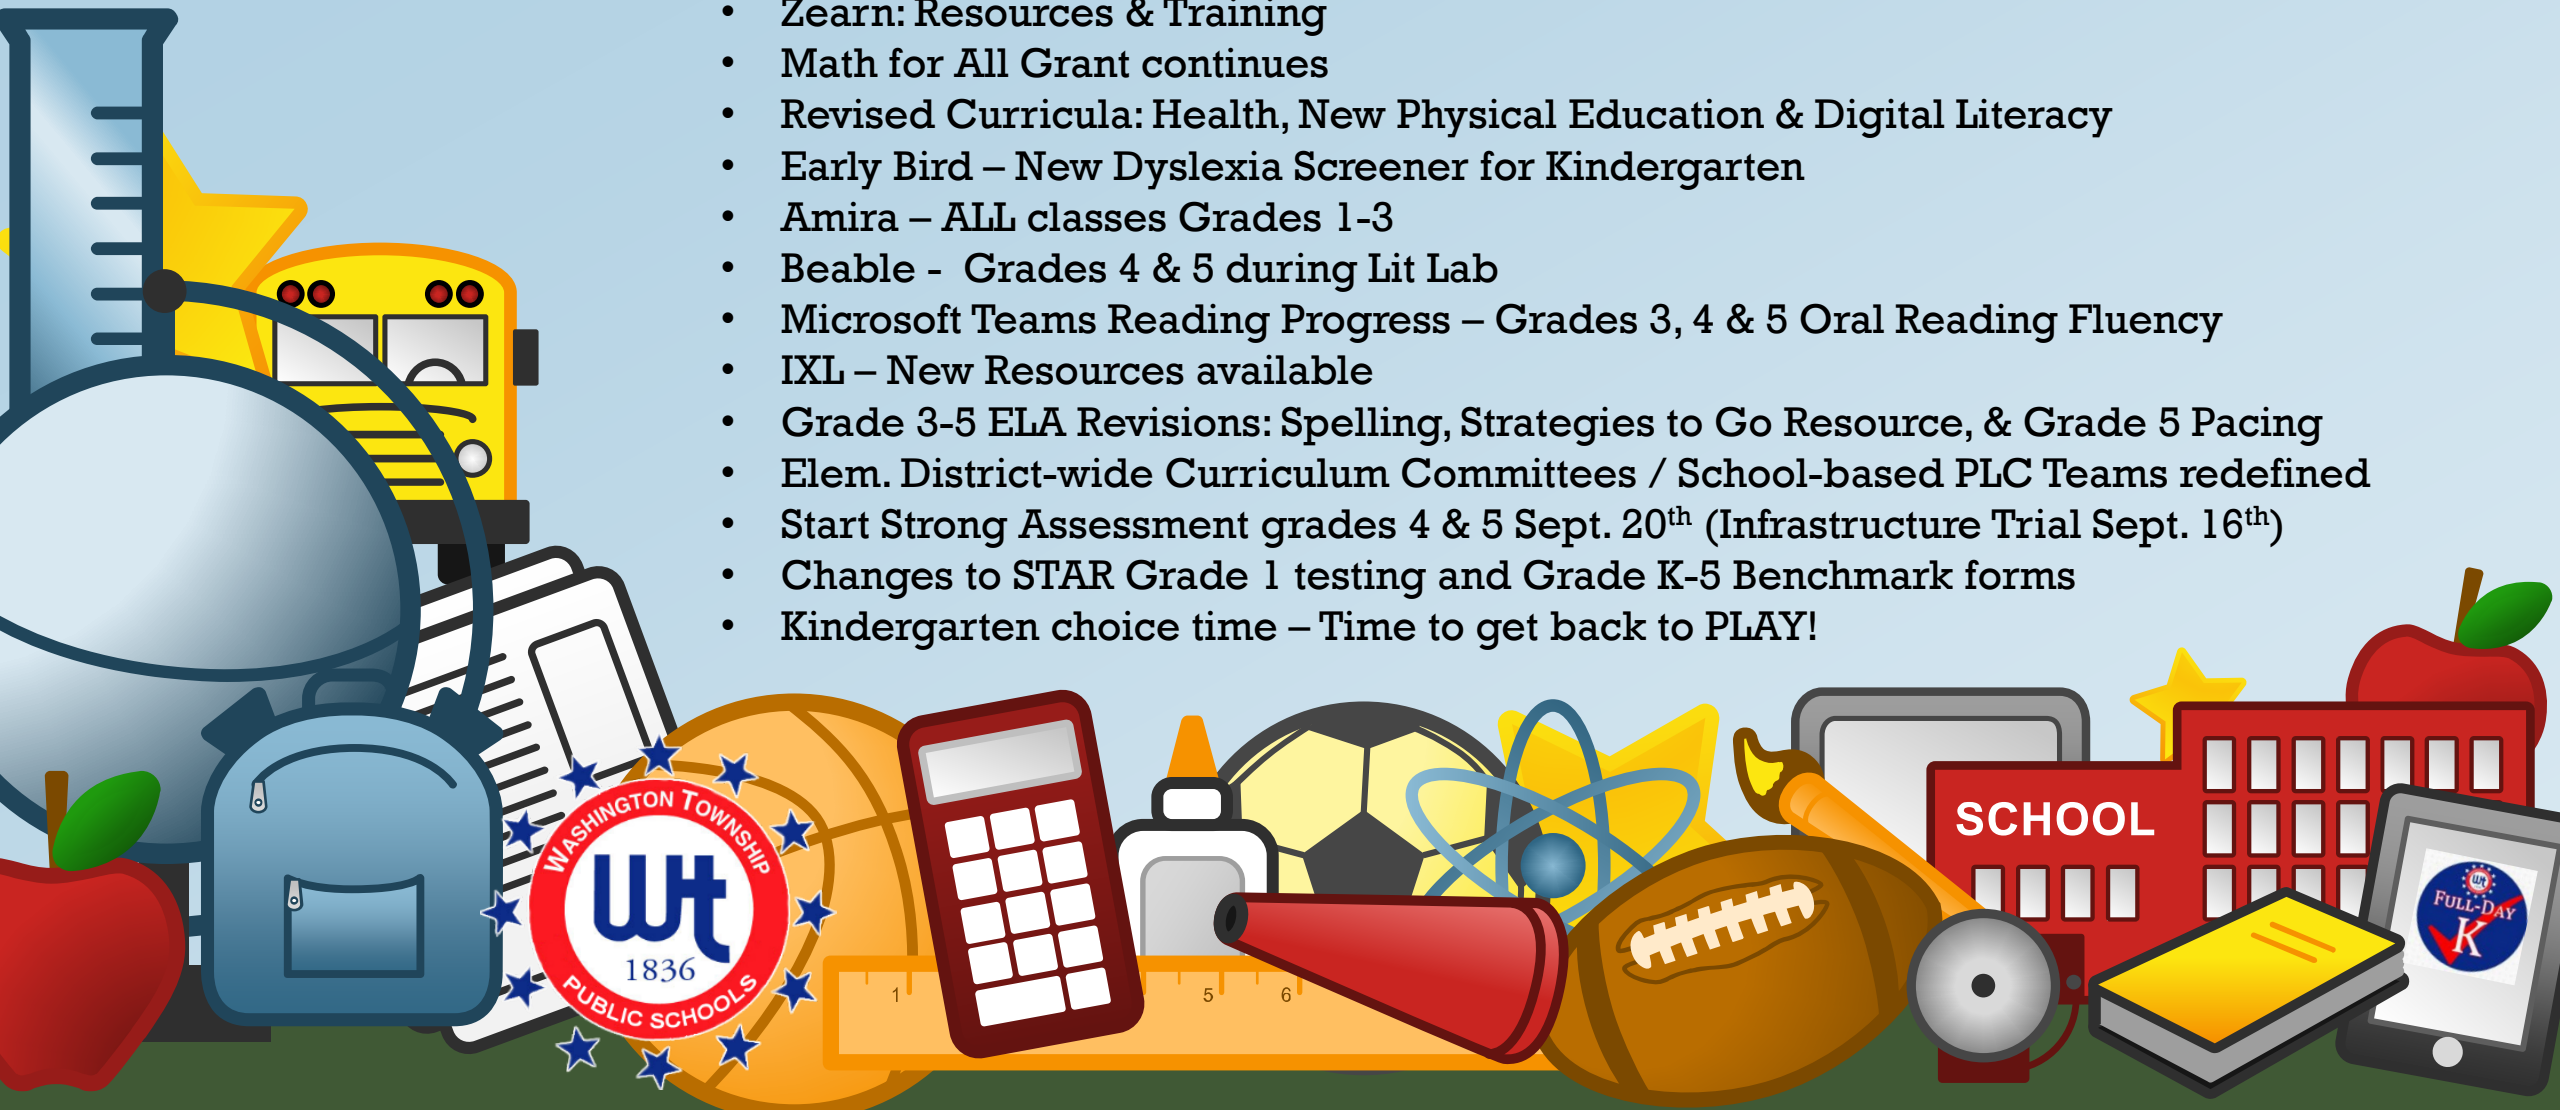 • Zearn: Resources & Training
• Math for All Grant continues
• Revised Curricula: Health, New Physical Education & Digital Literacy
• Early Bird – New Dyslexia Screener for Kindergarten
• Amira – ALL classes Grades 1-3
• Beable -  Grades 4 & 5 during Lit Lab
• Microsoft Teams Reading Progress – Grades 3, 4 & 5 Oral Reading Fluency
• IXL – New Resources available
• Grade 3-5 ELA Revisions: Spelling, Strategies to Go Resource, & Grade 5 Pacing
• Elem. District-wide Curriculum Committees / School-based PLC Teams redefined
• Start Strong Assessment grades 4 & 5 Sept. 20th (Infrastructure Trial Sept. 16th)
• Changes to STAR Grade 1 testing and Grade K-5 Benchmark forms
• Kindergarten choice time – Time to get back to PLAY!
WASHINGTON TOWNSHIP
Wt
1836
PUBLIC SCHOOLS
1 5 6
SCHOOL
Wt
FULL-DAY
K